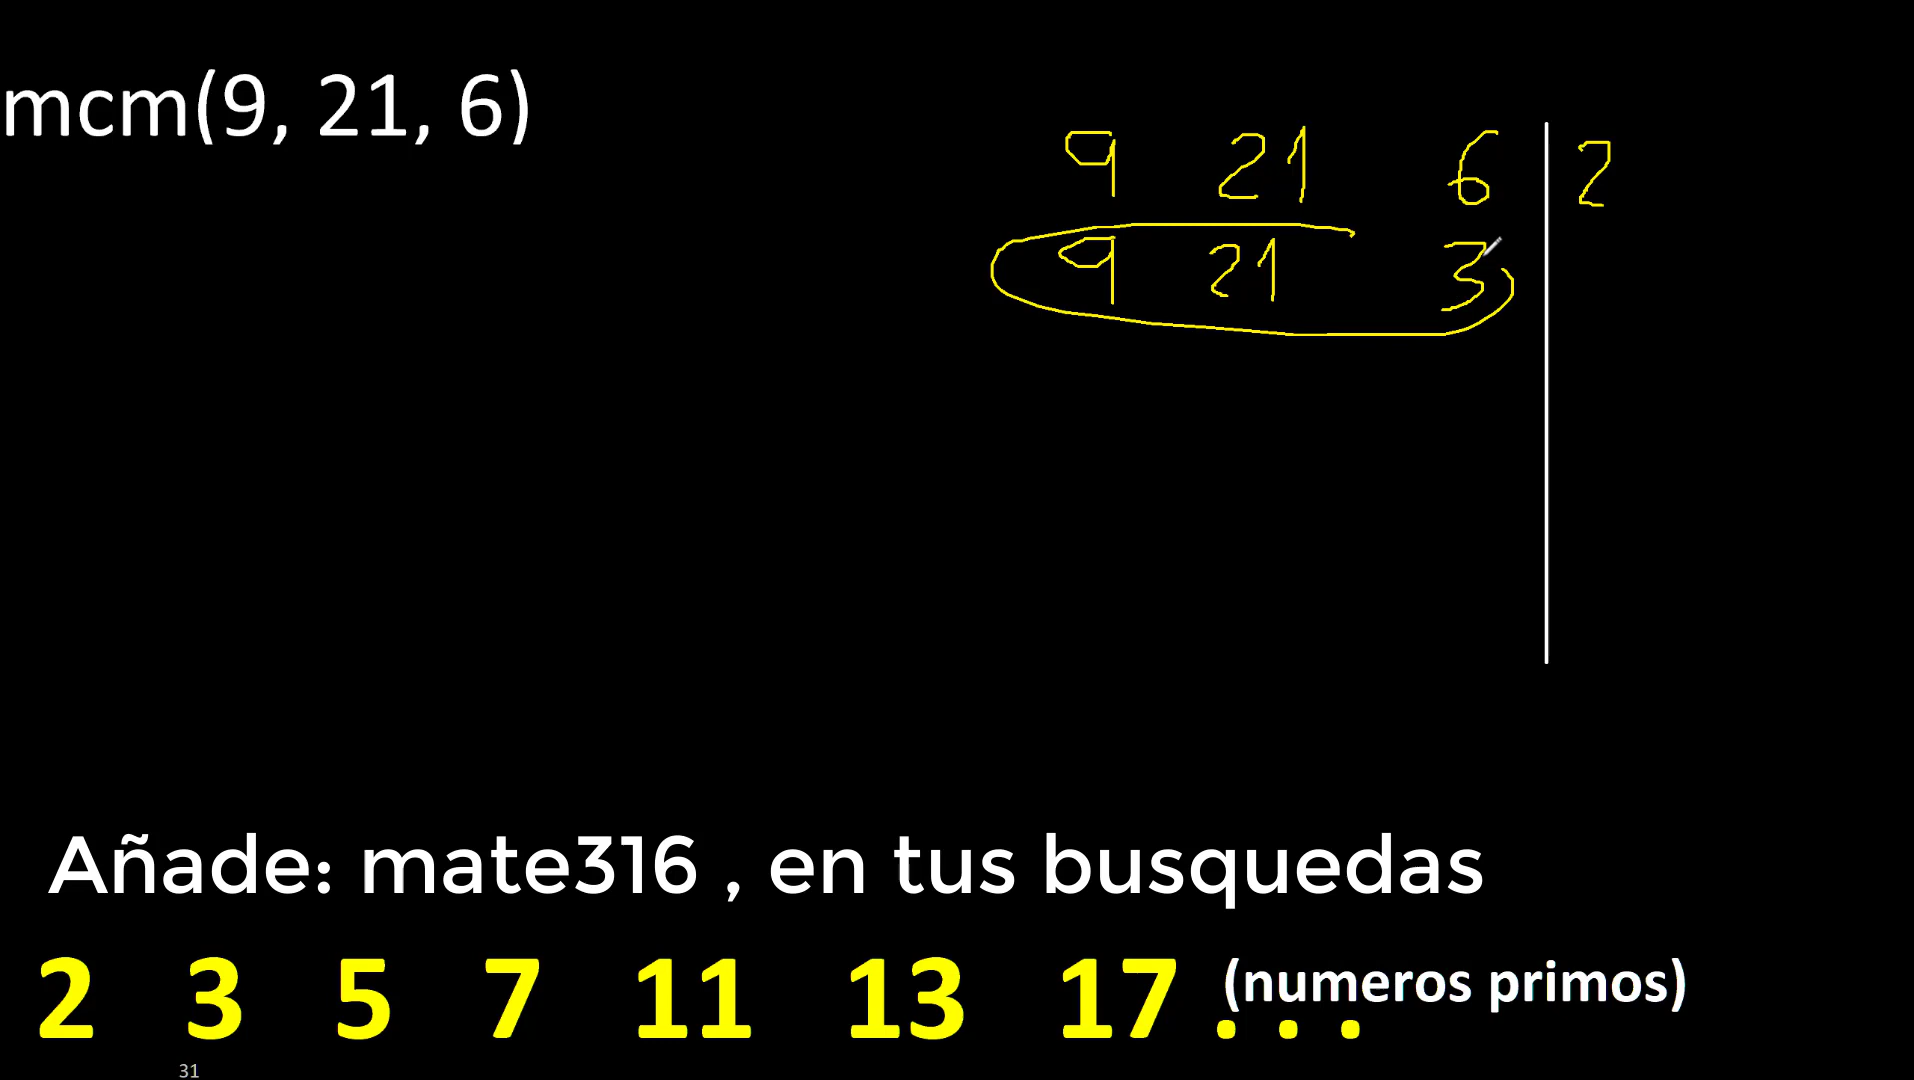 mcm(9, 21, 6)
9 21 6 2
9 21 3
Añade: mate316 , en tus busquedas
2 3 5 7 11 13 17 . . . (numeros primos)
31